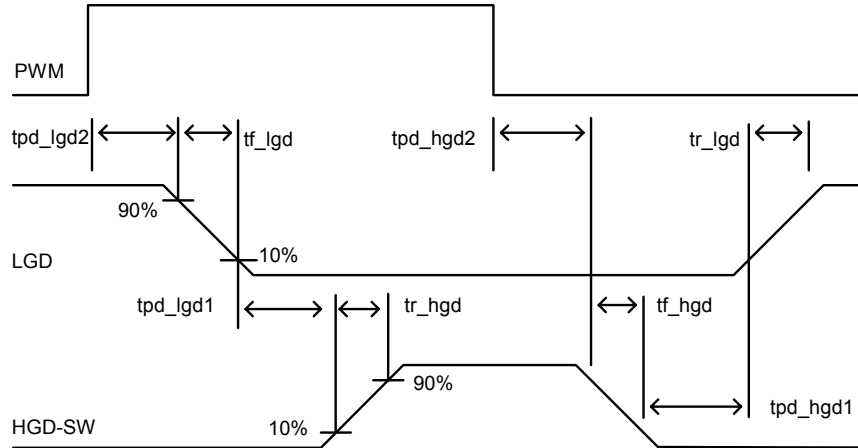 PWM
tpd_lgd2
tf_lgd
tpd_hgd2
tr_lgd
90%
LGD
10%
tpd_lgd1
tr_hgd
tf_hgd
90%
tpd_hgd1
HGD-SW
10%